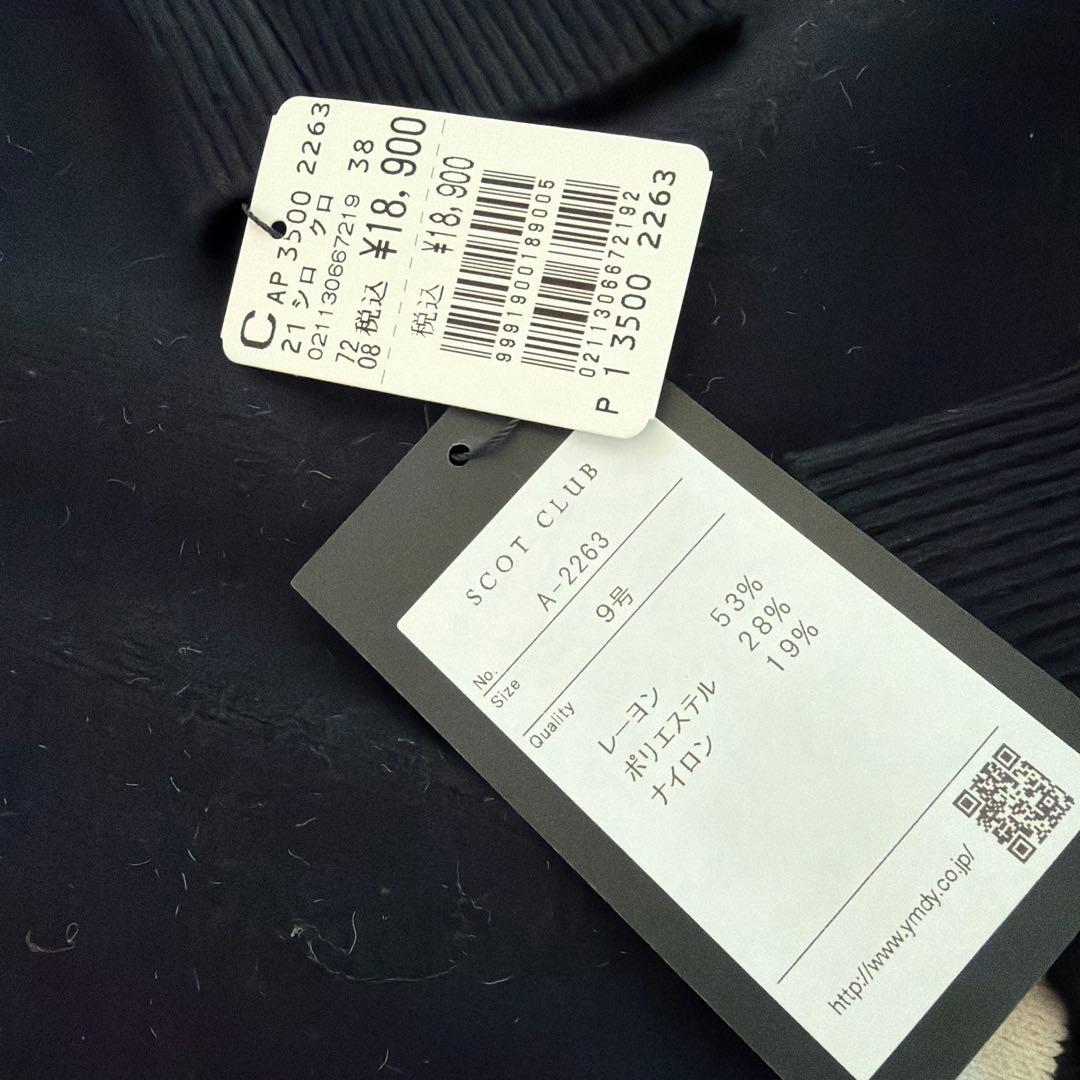 C AP 3500 2263
21 シロ クロ
0211306672219 38
72
08 税込 ¥18,900
税込 ¥18,900
9991900189005
0211306672192
P 1 3500 2263
SCOT CLUB
No. A-2263
Size 9号
Quality
レーヨン 53%
ポリエステル 28%
ナイロン 19%
http://www.ymdy.co.jp/